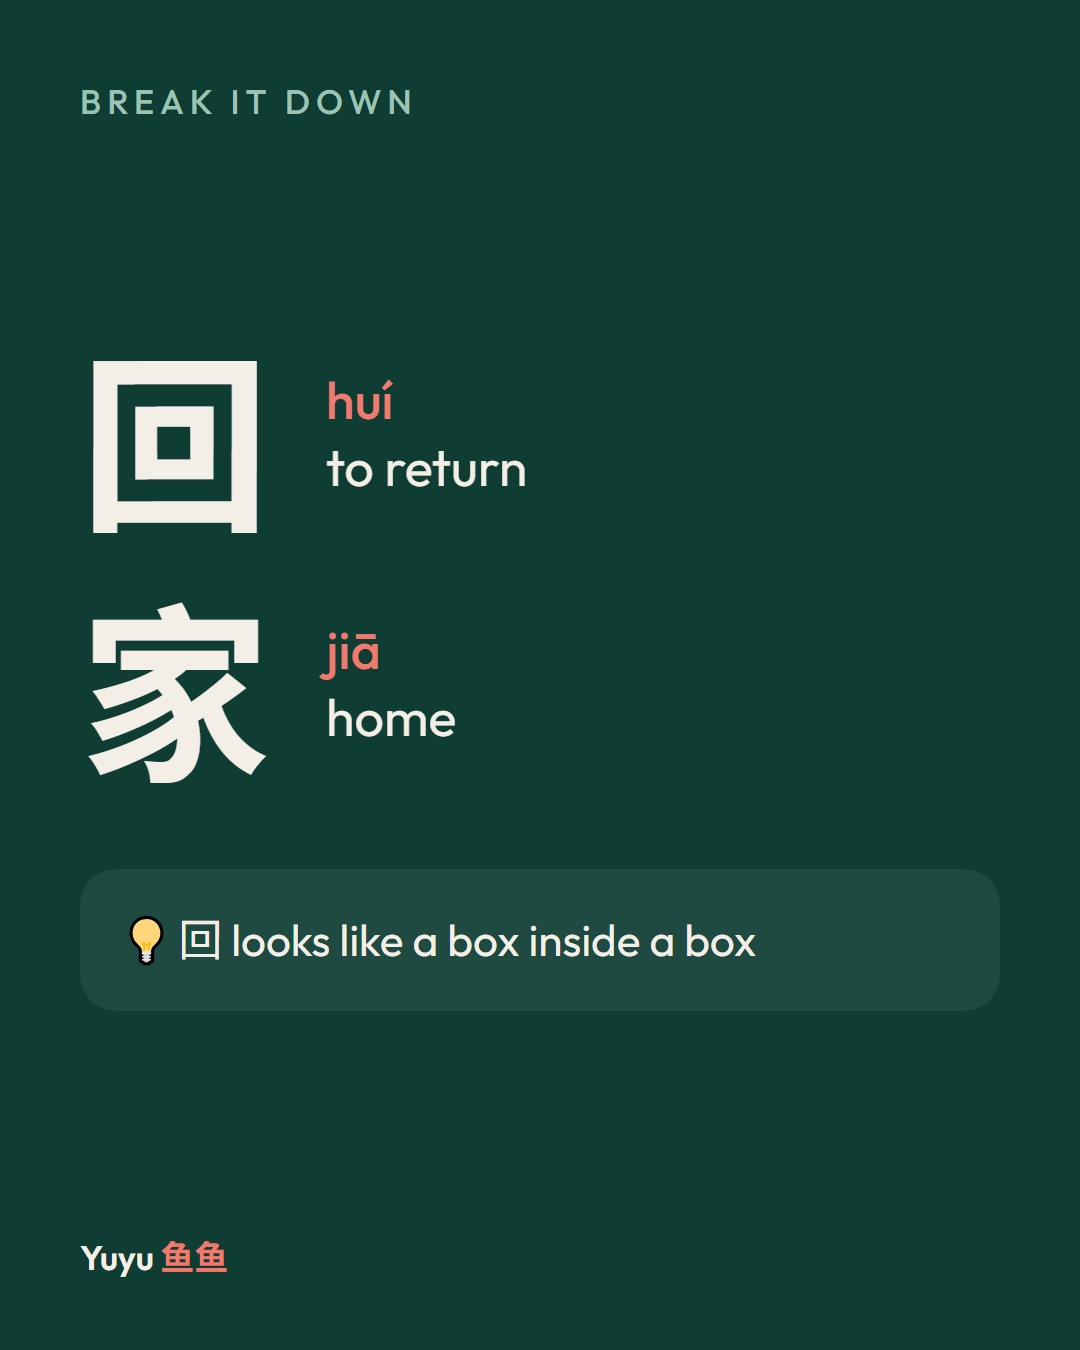 BREAK IT DOWN
回
huí
to return
家
jiā
home
💡 回 looks like a box inside a box
Yuyu 鱼鱼